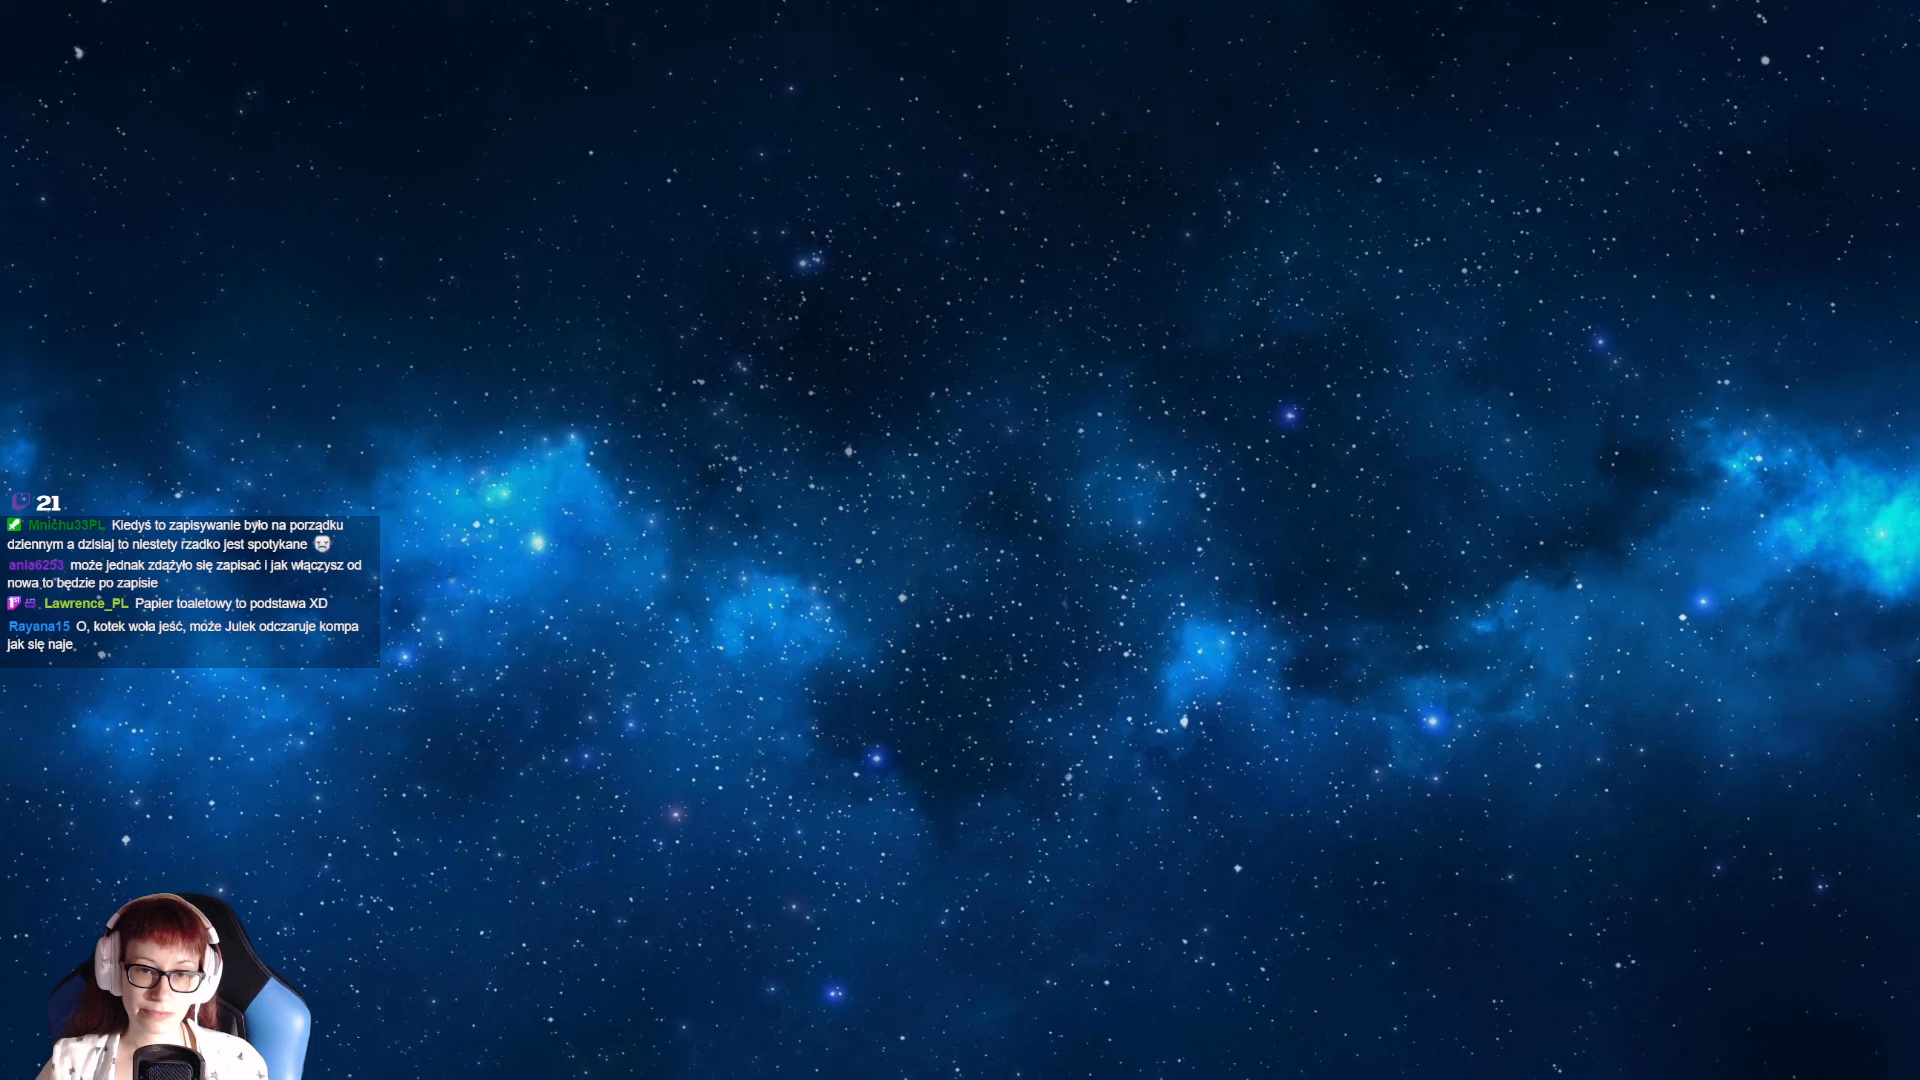 21
Mnichu33PL Kiedyś to zapisywanie było na porządku
dziennym a dzisiaj to niestety rzadko jest spotykane
ania6253 może jednak zdążyło się zapisać i jak włączysz od
nowa to będzie po zapisie
Lawrence_PL Papier toaletowy to podstawa XD
Rayana15 O, kotek woła jeść, może Julek odczaruje kompa
jak się naje